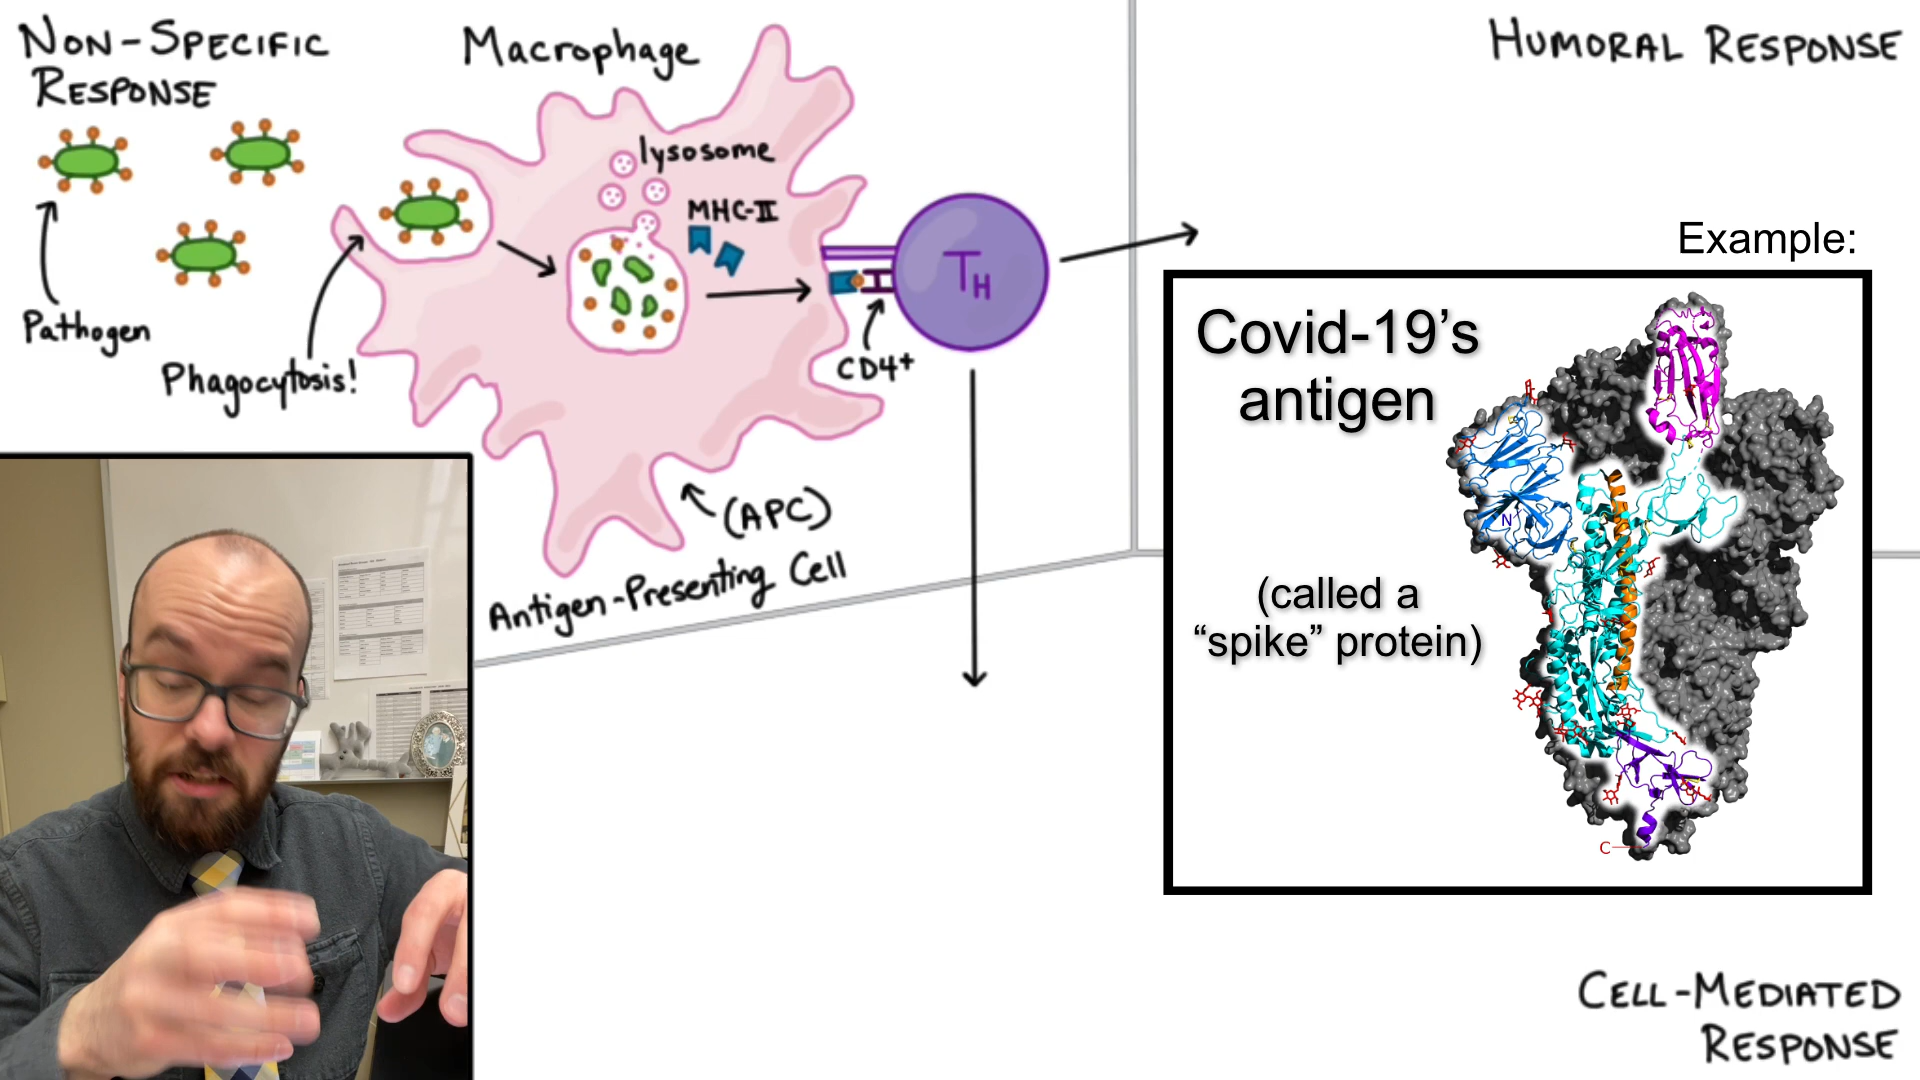 NON-SPECIFIC
RESPONSE
Macrophage
HUMORAL RESPONSE
lysosome
MHC-II
Example:
TH
Pathogen
Phagocytosis!
CD4+
Covid-19’s
antigen
N
(APC)
Antigen-Presenting Cell
(called a
“spike” protein)
C
CELL-MEDIATED
RESPONSE